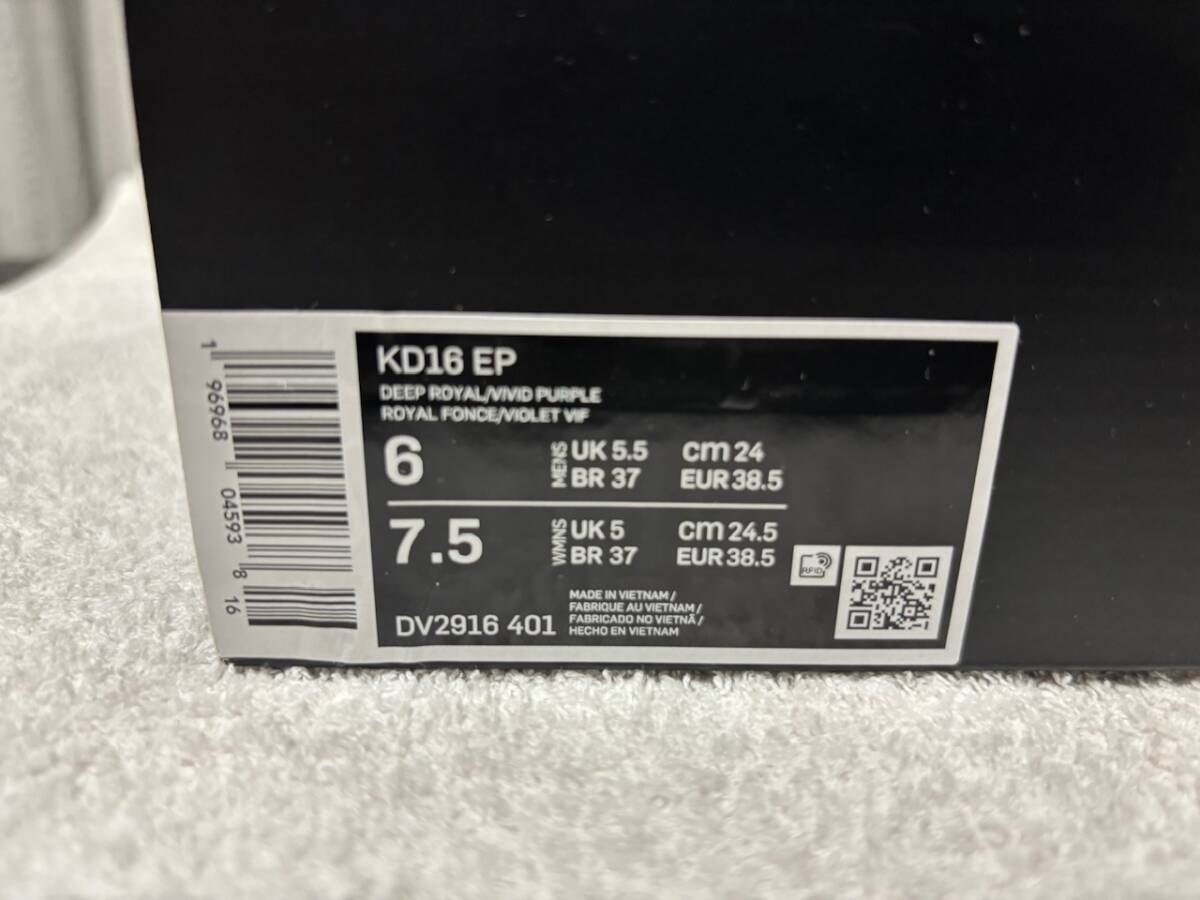 KD16 EP
DEEP ROYAL/VIVID PURPLE
ROYAL FONCE/VIOLET VIF
6
MENS
UK 5.5 cm 24
BR 37 EUR 38.5
7.5
WMNS
UK 5 cm 24.5
BR 37 EUR 38.5
RFID
DV2916 401
MADE IN VIETNAM /
FABRIQUE AU VIETNAM /
FABRICADO NO VIETNÃ /
HECHO EN VIETNAM
1 96968 04593 8 16